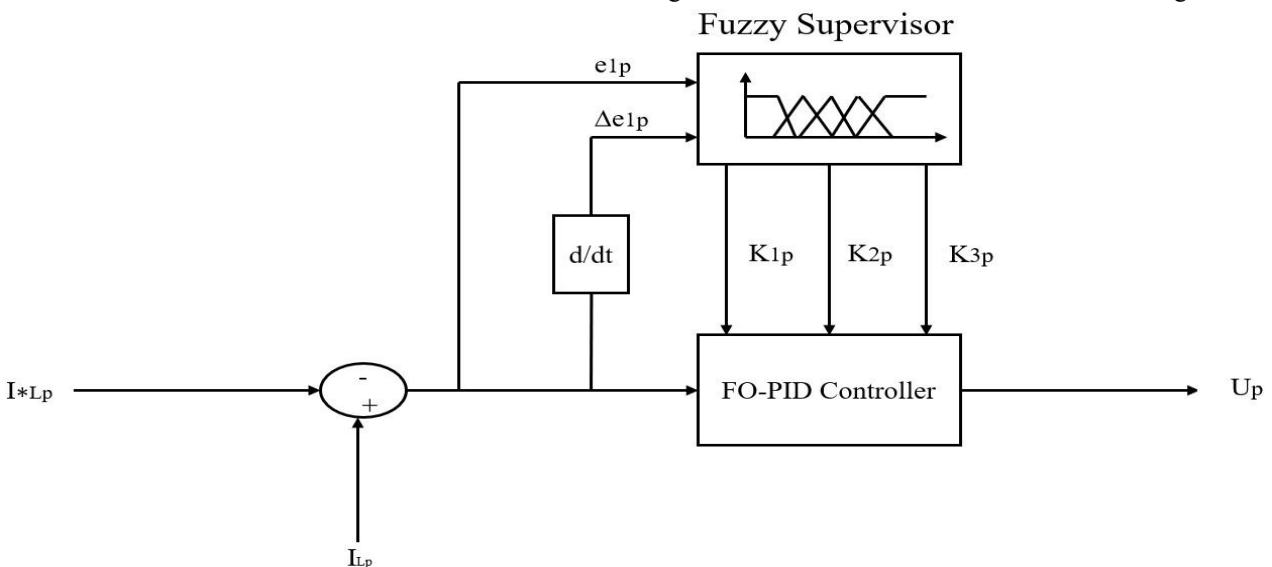 Fuzzy Supervisor
e1p
Δe1p
d/dt
K1p
K2p
K3p
I*Lp
-
+
FO-PID Controller
Up
ILp